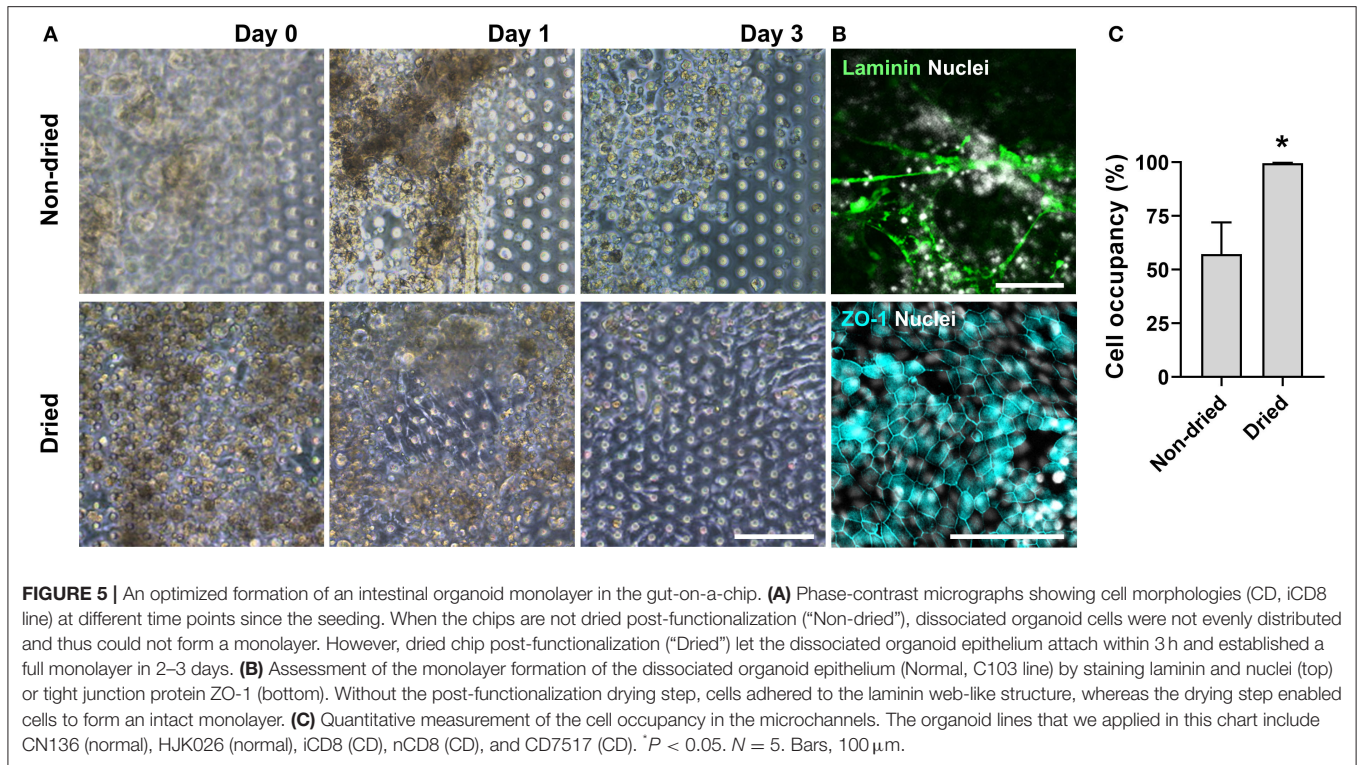 A
Day 0
Day 1
Day 3
B
C
Non-dried
Dried
Laminin Nuclei
ZO-1 Nuclei
Cell occupancy (%)
100
75
50
25
0
*
Non-dried
Dried
FIGURE 5 | An optimized formation of an intestinal organoid monolayer in the gut-on-a-chip. (A) Phase-contrast micrographs showing cell morphologies (CD, iCD8
line) at different time points since the seeding. When the chips are not dried post-functionalization (“Non-dried”), dissociated organoid cells were not evenly distributed
and thus could not form a monolayer. However, dried chip post-functionalization (“Dried”) let the dissociated organoid epithelium attach within 3 h and established a
full monolayer in 2–3 days. (B) Assessment of the monolayer formation of the dissociated organoid epithelium (Normal, C103 line) by staining laminin and nuclei (top)
or tight junction protein ZO-1 (bottom). Without the post-functionalization drying step, cells adhered to the laminin web-like structure, whereas the drying step enabled
cells to form an intact monolayer. (C) Quantitative measurement of the cell occupancy in the microchannels. The organoid lines that we applied in this chart include
CN136 (normal), HJK026 (normal), iCD8 (CD), nCD8 (CD), and CD7517 (CD). *P < 0.05. N = 5. Bars, 100 μm.